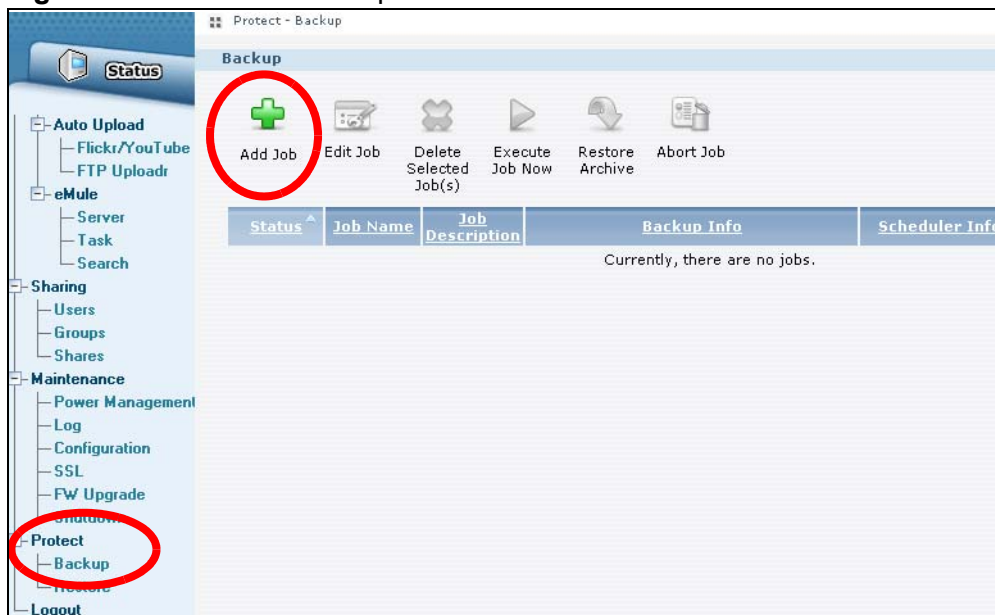 Protect - Backup
Status
Backup
Add Job
Edit Job
Delete Selected Job(s)
Execute Job Now
Restore Archive
Abort Job
Status
Job Name
Job Description
Backup Info
Scheduler Info
Currently, there are no jobs.
Auto Upload
Flickr/YouTube
FTP Uploadr
eMule
Server
Task
Search
Sharing
Users
Groups
Shares
Maintenance
Power Management
Log
Configuration
SSL
FW Upgrade
Shutdown
Protect
Backup
Restore
Logout